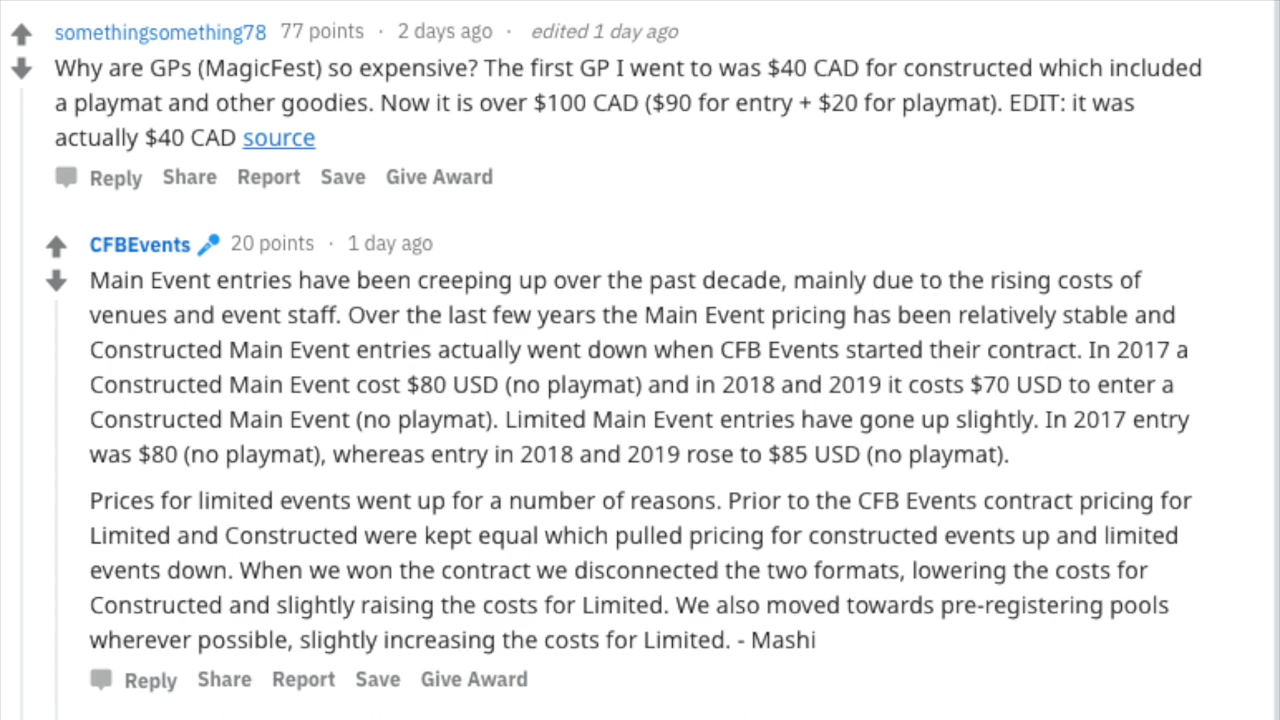 somethingsomething78 77 points · 2 days ago · edited 1 day ago
Why are GPs (MagicFest) so expensive? The first GP I went to was $40 CAD for constructed which included
a playmat and other goodies. Now it is over $100 CAD ($90 for entry + $20 for playmat). EDIT: it was
actually $40 CAD source
Reply Share Report Save Give Award
CFBEvents 20 points · 1 day ago
Main Event entries have been creeping up over the past decade, mainly due to the rising costs of
venues and event staff. Over the last few years the Main Event pricing has been relatively stable and
Constructed Main Event entries actually went down when CFB Events started their contract. In 2017 a
Constructed Main Event cost $80 USD (no playmat) and in 2018 and 2019 it costs $70 USD to enter a
Constructed Main Event (no playmat). Limited Main Event entries have gone up slightly. In 2017 entry
was $80 (no playmat), whereas entry in 2018 and 2019 rose to $85 USD (no playmat).
Prices for limited events went up for a number of reasons. Prior to the CFB Events contract pricing for
Limited and Constructed were kept equal which pulled pricing for constructed events up and limited
events down. When we won the contract we disconnected the two formats, lowering the costs for
Constructed and slightly raising the costs for Limited. We also moved towards pre-registering pools
wherever possible, slightly increasing the costs for Limited. - Mashi
Reply Share Report Save Give Award